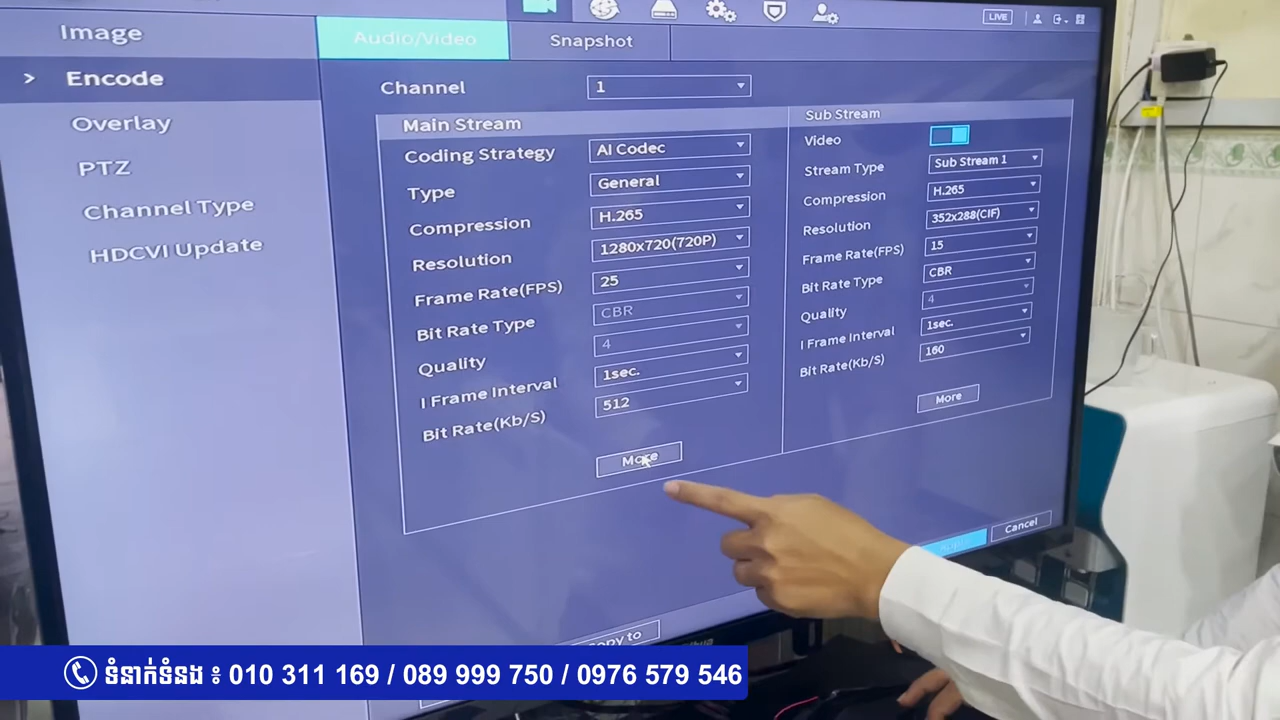 Image
Encode
Overlay
PTZ
Channel Type
HDCVI Update
LIVE
Audio/Video
Snapshot
Channel 1
Main Stream
Coding Strategy AI Codec
Type General
Compression H.265
Resolution 1280x720(720P)
Frame Rate(FPS) 25
Bit Rate Type CBR
Quality 4
I Frame Interval 1sec.
Bit Rate(Kb/S) 512
More
Sub Stream
Video
Stream Type Sub Stream 1
Compression H.265
Resolution 352x288(CIF)
Frame Rate(FPS) 15
Bit Rate Type CBR
Quality 4
I Frame Interval 1sec.
Bit Rate(Kb/S) 160
More
Apply
Cancel
Copy to
ទំនាក់ទំនង ៖ 010 311 169 / 089 999 750 / 0976 579 546